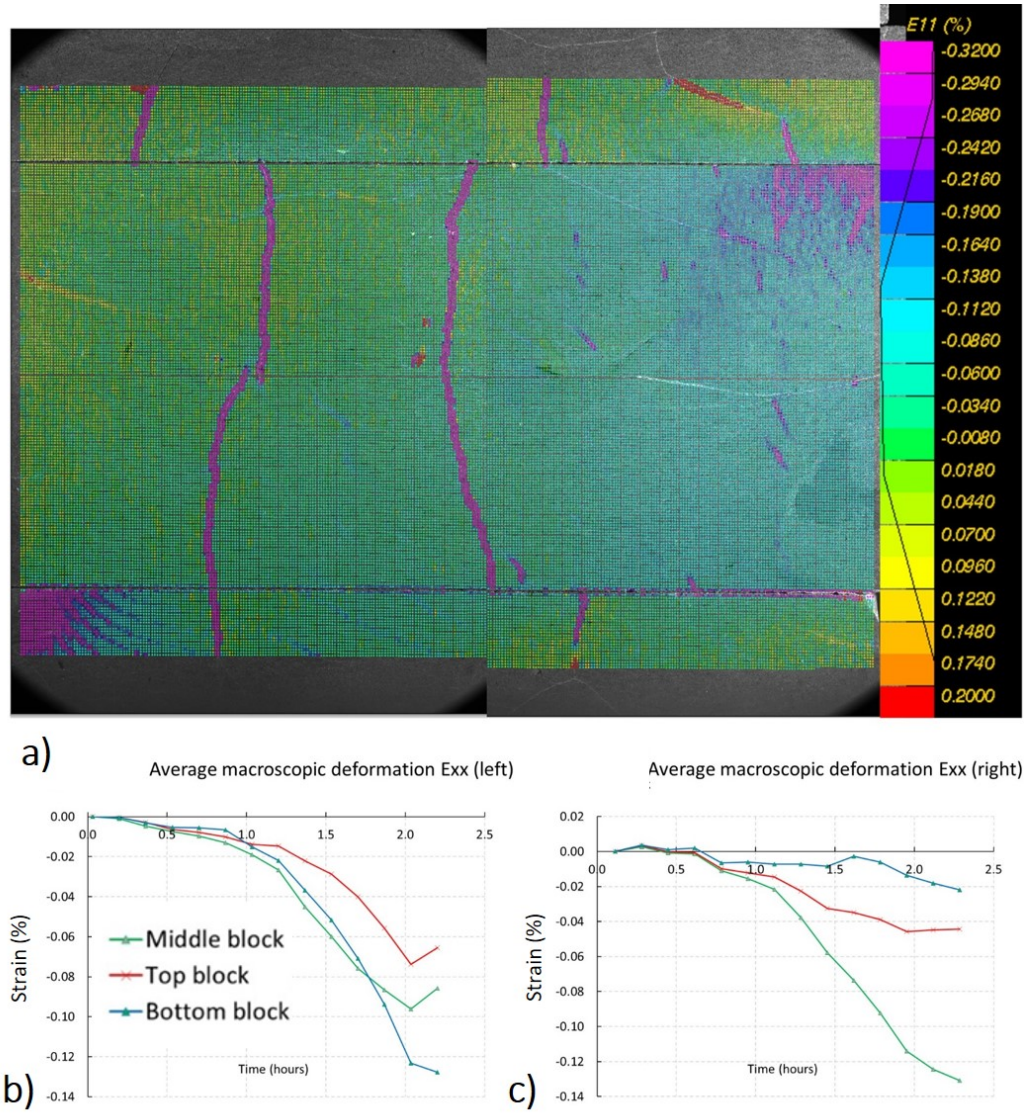 E11 (%)
-0.3200
-0.2940
-0.2680
-0.2420
-0.2160
-0.1900
-0.1640
-0.1380
-0.1120
-0.0860
-0.0600
-0.0340
-0.0080
0.0180
0.0440
0.0700
0.0960
0.1220
0.1480
0.1740
0.2000
a)
Average macroscopic deformation Exx (left)
0.00
-0.02
-0.04
-0.06
-0.08
-0.10
-0.12
-0.14
0.0 0.5 1.0 1.5 2.0 2.5
Strain (%)
Middle block
Top block
Bottom block
Time (hours)
b)
Average macroscopic deformation Exx (right)
0.02
0.00
-0.02
-0.04
-0.06
-0.08
-0.10
-0.12
-0.14
0.0 0.5 1.0 1.5 2.0 2.5
Strain (%)
Time (hours)
c)